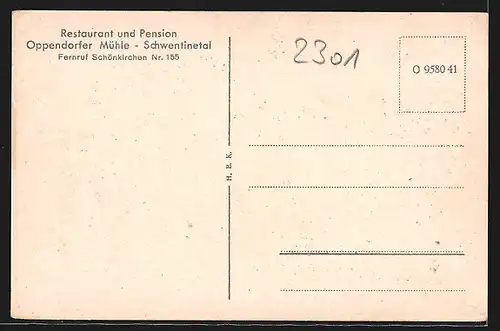 Restaurant und Pension
Oppendorfer Mühle - Schwentinetal
Fernruf Schönkirchen Nr. 155
2301
O 9580 41
H. E. K.